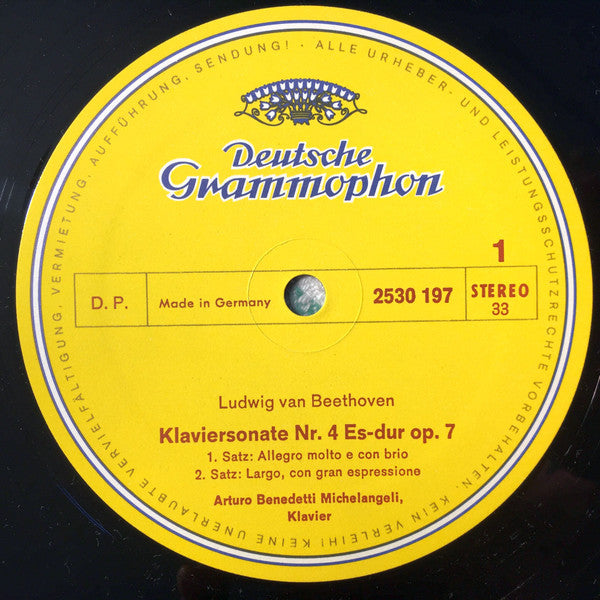 ALLE URHEBER- UND LEISTUNGSSCHUTZRECHTE VORBEHALTEN. KEIN VERLEIH! KEINE UNERLAUBTE VERVIELFÄLTIGUNG, VERMIETUNG, AUFFÜHRUNG, SENDUNG! ·
Deutsche
Grammophon
1
D. P.
Made in Germany
2530 197
STEREO
33
Ludwig van Beethoven
Klaviersonate Nr. 4 Es-dur op. 7
1. Satz: Allegro molto e con brio
2. Satz: Largo, con gran espressione
Arturo Benedetti Michelangeli,
Klavier